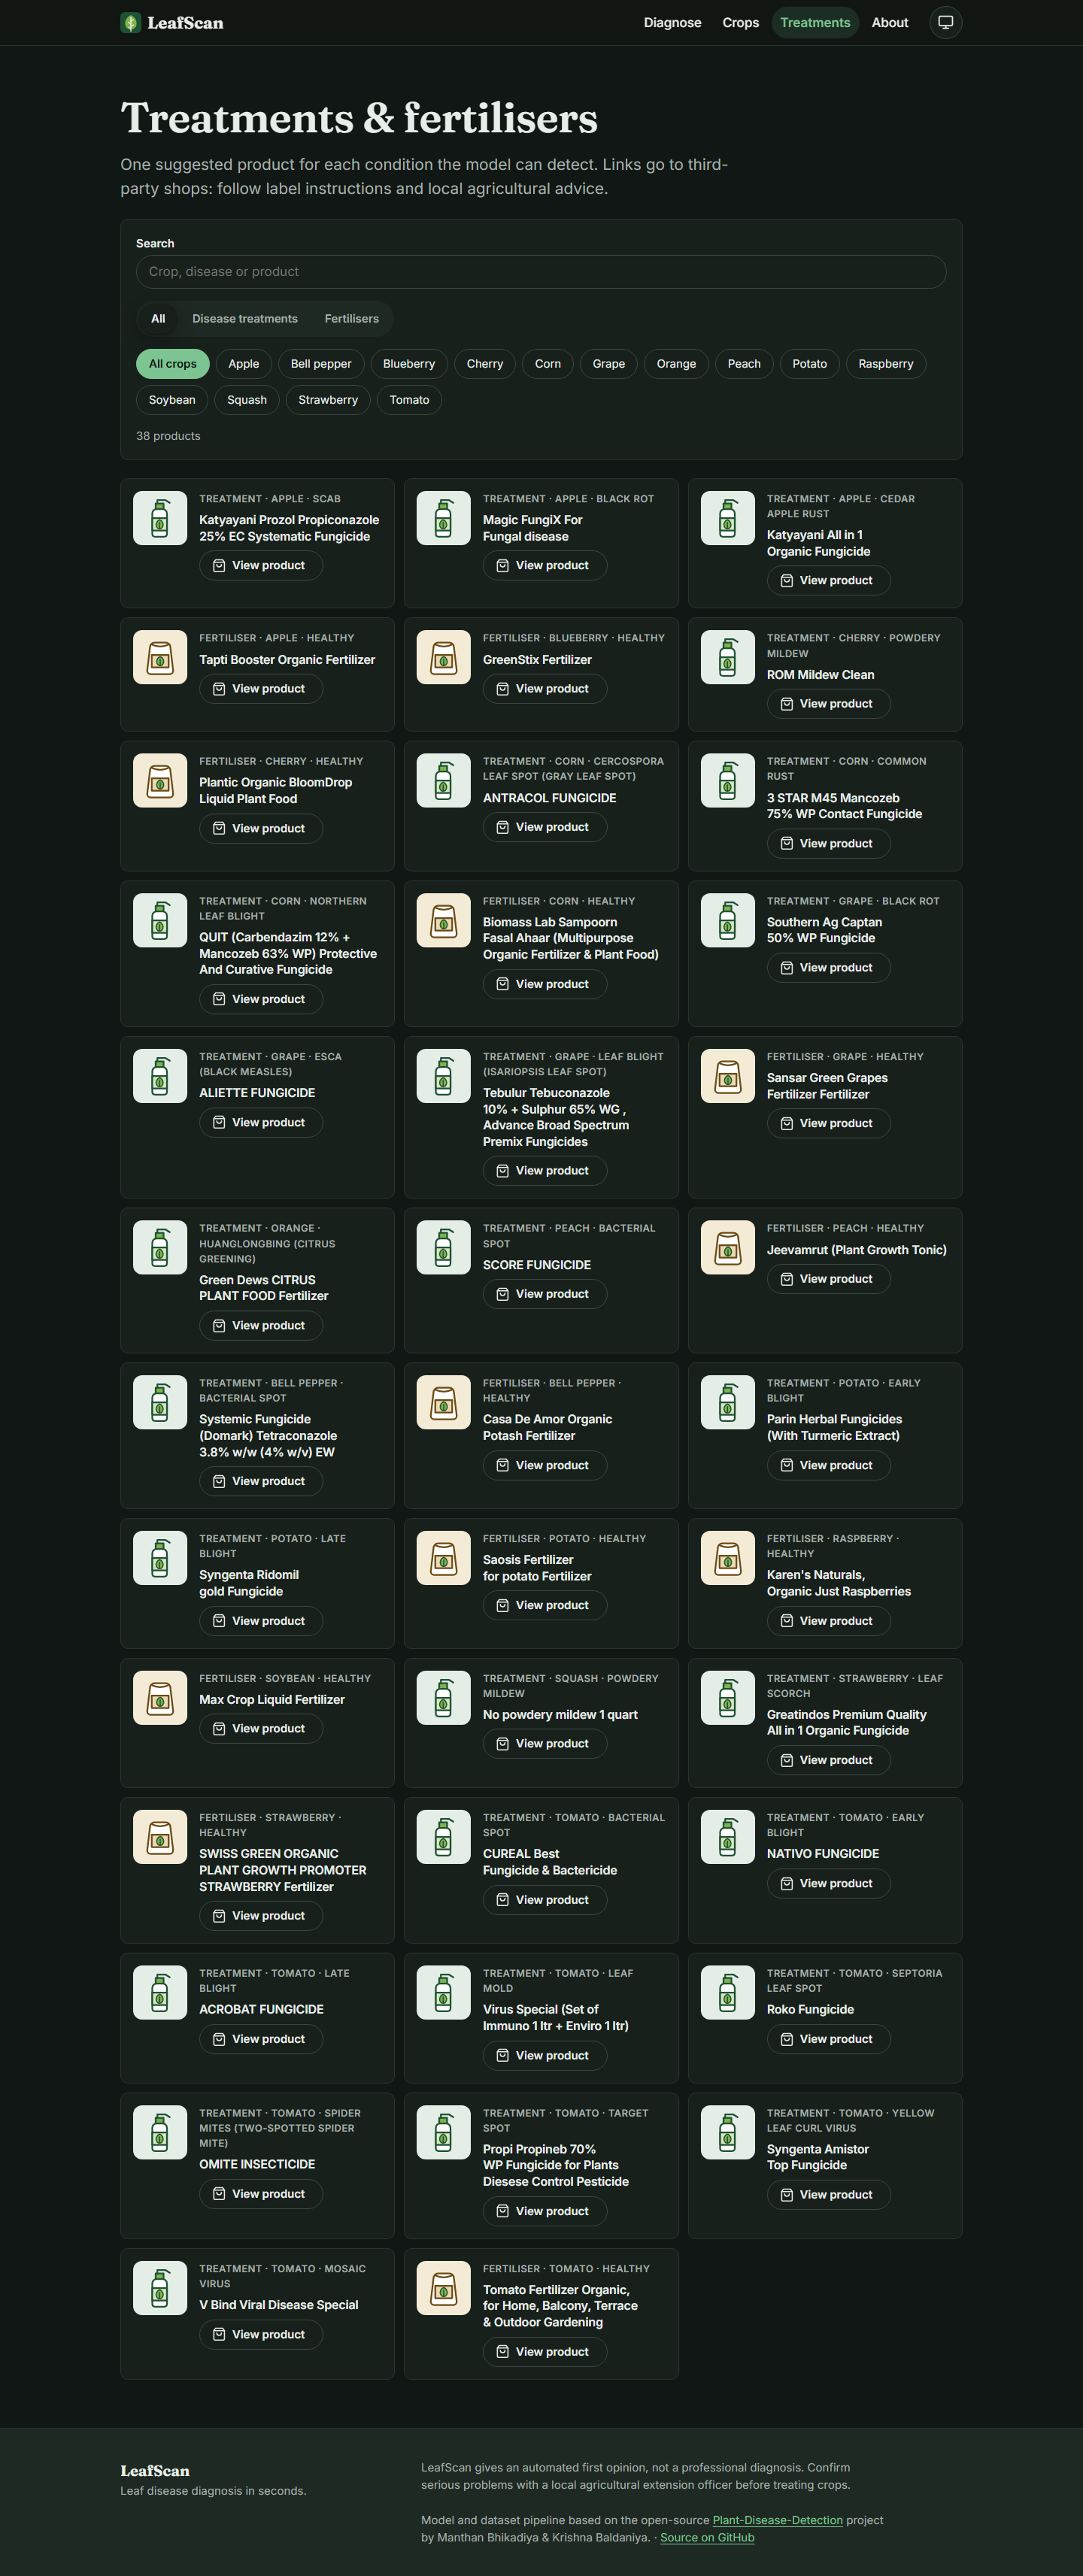 LeafScan
Diagnose
Crops
Treatments
About
Treatments & fertilisers
One suggested product for each condition the model can detect. Links go to third-
party shops: follow label instructions and local agricultural advice.
Search
Crop, disease or product
All
Disease treatments
Fertilisers
All crops
Apple
Bell pepper
Blueberry
Cherry
Corn
Grape
Orange
Peach
Potato
Raspberry
Soybean
Squash
Strawberry
Tomato
38 products
TREATMENT · APPLE · SCAB
Katyayani Prozol Propiconazole
25% EC Systematic Fungicide
View product
TREATMENT · APPLE · BLACK ROT
Magic FungiX For
Fungal disease
View product
TREATMENT · APPLE · CEDAR
APPLE RUST
Katyayani All in 1
Organic Fungicide
View product
FERTILISER · APPLE · HEALTHY
Tapti Booster Organic Fertilizer
View product
FERTILISER · BLUEBERRY · HEALTHY
GreenStix Fertilizer
View product
TREATMENT · CHERRY · POWDERY
MILDEW
ROM Mildew Clean
View product
FERTILISER · CHERRY · HEALTHY
Plantic Organic BloomDrop
Liquid Plant Food
View product
TREATMENT · CORN · CERCOSPORA
LEAF SPOT (GRAY LEAF SPOT)
ANTRACOL FUNGICIDE
View product
TREATMENT · CORN · COMMON
RUST
3 STAR M45 Mancozeb
75% WP Contact Fungicide
View product
TREATMENT · CORN · NORTHERN
LEAF BLIGHT
QUIT (Carbendazim 12% +
Mancozeb 63% WP) Protective
And Curative Fungicide
View product
FERTILISER · CORN · HEALTHY
Biomass Lab Sampoorn
Fasal Ahaar (Multipurpose
Organic Fertilizer & Plant Food)
View product
TREATMENT · GRAPE · BLACK ROT
Southern Ag Captan
50% WP Fungicide
View product
TREATMENT · GRAPE · ESCA
(BLACK MEASLES)
ALIETTE FUNGICIDE
View product
TREATMENT · GRAPE · LEAF BLIGHT
(ISARIOPSIS LEAF SPOT)
Tebulur Tebuconazole
10% + Sulphur 65% WG ,
Advance Broad Spectrum
Premix Fungicides
View product
FERTILISER · GRAPE · HEALTHY
Sansar Green Grapes
Fertilizer Fertilizer
View product
TREATMENT · ORANGE ·
HUANGLONGBING (CITRUS
GREENING)
Green Dews CITRUS
PLANT FOOD Fertilizer
View product
TREATMENT · PEACH · BACTERIAL
SPOT
SCORE FUNGICIDE
View product
FERTILISER · PEACH · HEALTHY
Jeevamrut (Plant Growth Tonic)
View product
TREATMENT · BELL PEPPER ·
BACTERIAL SPOT
Systemic Fungicide
(Domark) Tetraconazole
3.8% w/w (4% w/v) EW
View product
FERTILISER · BELL PEPPER ·
HEALTHY
Casa De Amor Organic
Potash Fertilizer
View product
TREATMENT · POTATO · EARLY
BLIGHT
Parin Herbal Fungicides
(With Turmeric Extract)
View product
TREATMENT · POTATO · LATE
BLIGHT
Syngenta Ridomil
gold Fungicide
View product
FERTILISER · POTATO · HEALTHY
Saosis Fertilizer
for potato Fertilizer
View product
FERTILISER · RASPBERRY ·
HEALTHY
Karen's Naturals,
Organic Just Raspberries
View product
FERTILISER · SOYBEAN · HEALTHY
Max Crop Liquid Fertilizer
View product
TREATMENT · SQUASH · POWDERY
MILDEW
No powdery mildew 1 quart
View product
TREATMENT · STRAWBERRY · LEAF
SCORCH
Greatindos Premium Quality
All in 1 Organic Fungicide
View product
FERTILISER · STRAWBERRY ·
HEALTHY
SWISS GREEN ORGANIC
PLANT GROWTH PROMOTER
STRAWBERRY Fertilizer
View product
TREATMENT · TOMATO · BACTERIAL
SPOT
CUREAL Best
Fungicide & Bactericide
View product
TREATMENT · TOMATO · EARLY
BLIGHT
NATIVO FUNGICIDE
View product
TREATMENT · TOMATO · LATE
BLIGHT
ACROBAT FUNGICIDE
View product
TREATMENT · TOMATO · LEAF
MOLD
Virus Special (Set of
Immuno 1 ltr + Enviro 1 ltr)
View product
TREATMENT · TOMATO · SEPTORIA
LEAF SPOT
Roko Fungicide
View product
TREATMENT · TOMATO · SPIDER
MITES (TWO-SPOTTED SPIDER
MITE)
OMITE INSECTICIDE
View product
TREATMENT · TOMATO · TARGET
SPOT
Propi Propineb 70%
WP Fungicide for Plants
Diesese Control Pesticide
View product
TREATMENT · TOMATO · YELLOW
LEAF CURL VIRUS
Syngenta Amistor
Top Fungicide
View product
TREATMENT · TOMATO · MOSAIC
VIRUS
V Bind Viral Disease Special
View product
FERTILISER · TOMATO · HEALTHY
Tomato Fertilizer Organic,
for Home, Balcony, Terrace
& Outdoor Gardening
View product
LeafScan
Leaf disease diagnosis in seconds.
LeafScan gives an automated first opinion, not a professional diagnosis. Confirm
serious problems with a local agricultural extension officer before treating crops.
Model and dataset pipeline based on the open-source Plant-Disease-Detection project
by Manthan Bhikadiya & Krishna Baldaniya. · Source on GitHub